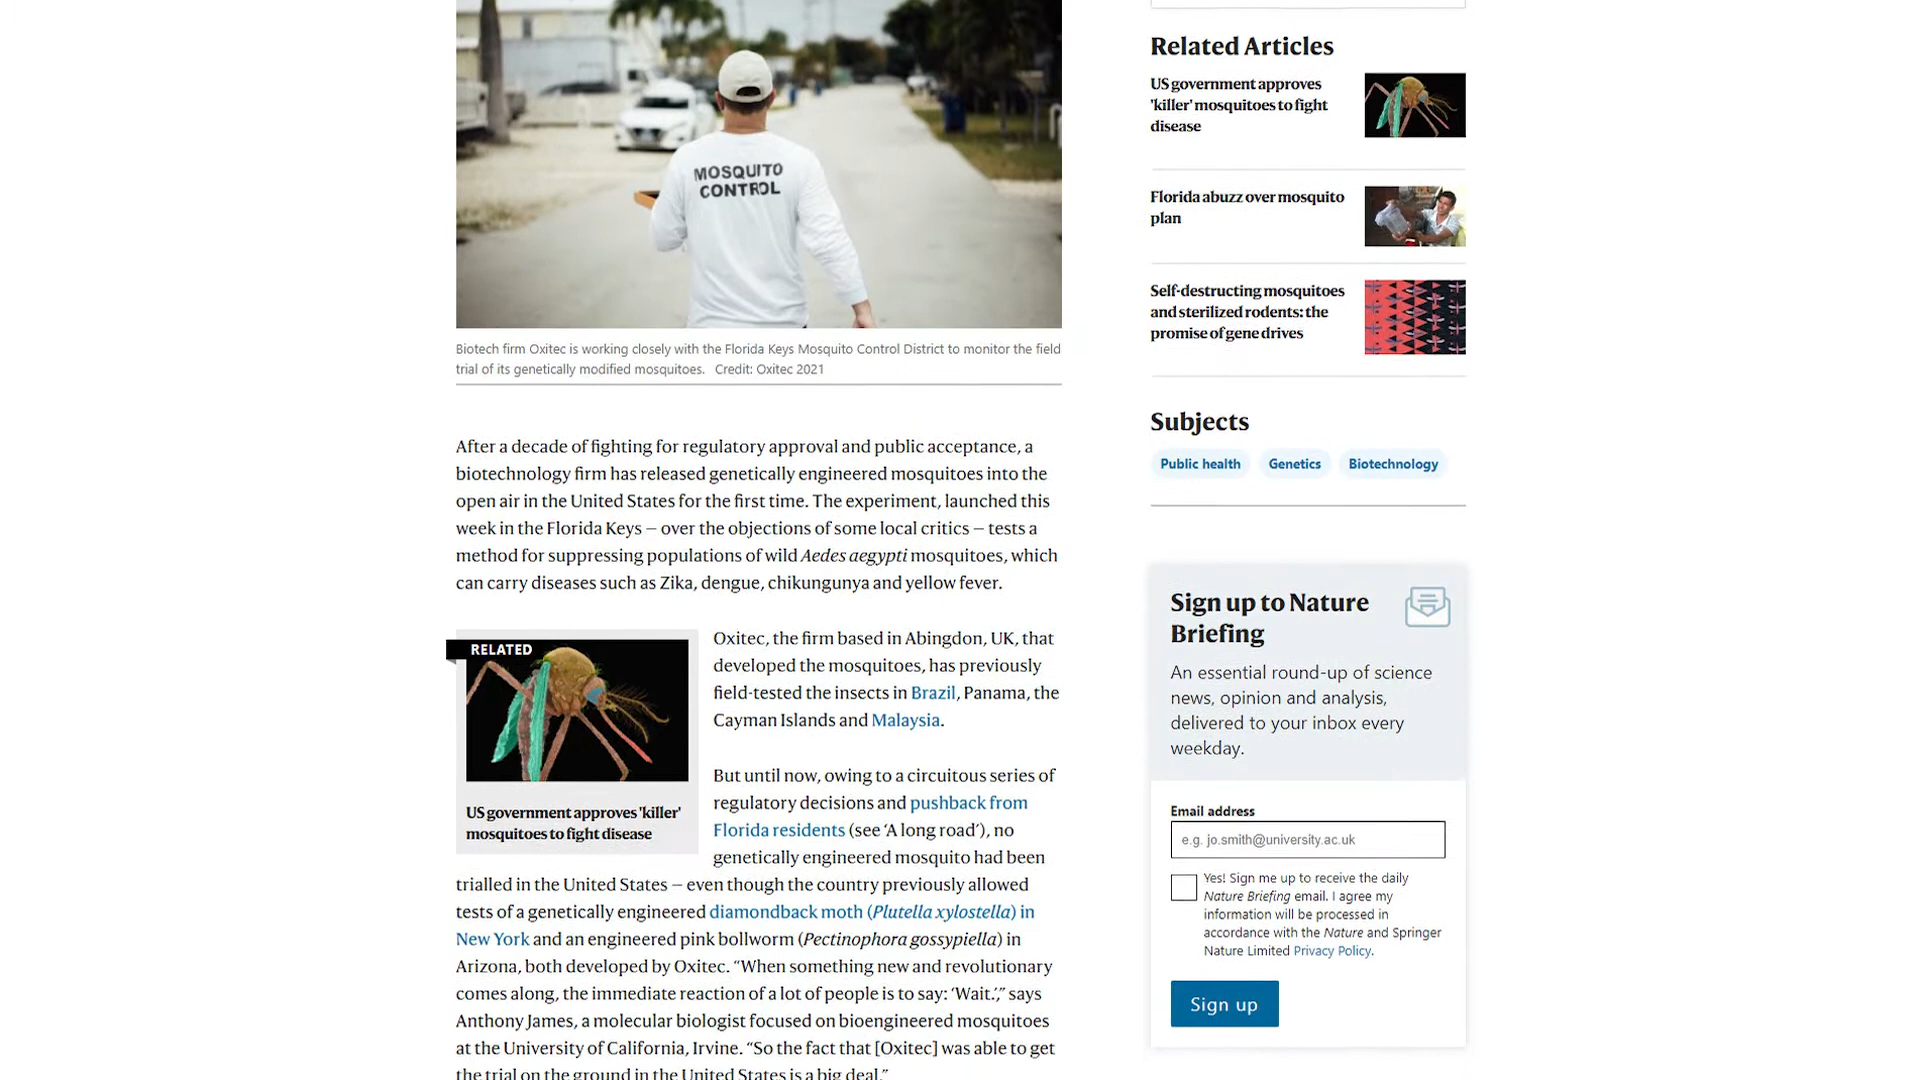 MOSQUITO
CONTROL
Biotech firm Oxitec is working closely with the Florida Keys Mosquito Control District to monitor the field
trial of its genetically modified mosquitoes. Credit: Oxitec 2021
After a decade of fighting for regulatory approval and public acceptance, a
biotechnology firm has released genetically engineered mosquitoes into the
open air in the United States for the first time. The experiment, launched this
week in the Florida Keys — over the objections of some local critics — tests a
method for suppressing populations of wild Aedes aegypti mosquitoes, which
can carry diseases such as Zika, dengue, chikungunya and yellow fever.
RELATED
US government approves 'killer'
mosquitoes to fight disease
Oxitec, the firm based in Abingdon, UK, that
developed the mosquitoes, has previously
field-tested the insects in Brazil, Panama, the
Cayman Islands and Malaysia.
But until now, owing to a circuitous series of
regulatory decisions and pushback from
Florida residents (see ‘A long road’), no
genetically engineered mosquito had been
trialled in the United States — even though the country previously allowed
tests of a genetically engineered diamondback moth (Plutella xylostella) in
New York and an engineered pink bollworm (Pectinophora gossypiella) in
Arizona, both developed by Oxitec. “When something new and revolutionary
comes along, the immediate reaction of a lot of people is to say: ‘Wait.’,” says
Anthony James, a molecular biologist focused on bioengineered mosquitoes
at the University of California, Irvine. “So the fact that [Oxitec] was able to get
the trial on the ground in the United States is a big deal.”
Related Articles
US government approves
'killer' mosquitoes to fight
disease
Florida abuzz over mosquito
plan
Self-destructing mosquitoes
and sterilized rodents: the
promise of gene drives
Subjects
Public health Genetics Biotechnology
Sign up to Nature
Briefing
An essential round-up of science
news, opinion and analysis,
delivered to your inbox every
weekday.
Email address
e.g. jo.smith@university.ac.uk
Yes! Sign me up to receive the daily
Nature Briefing email. I agree my
information will be processed in
accordance with the Nature and Springer
Nature Limited Privacy Policy.
Sign up